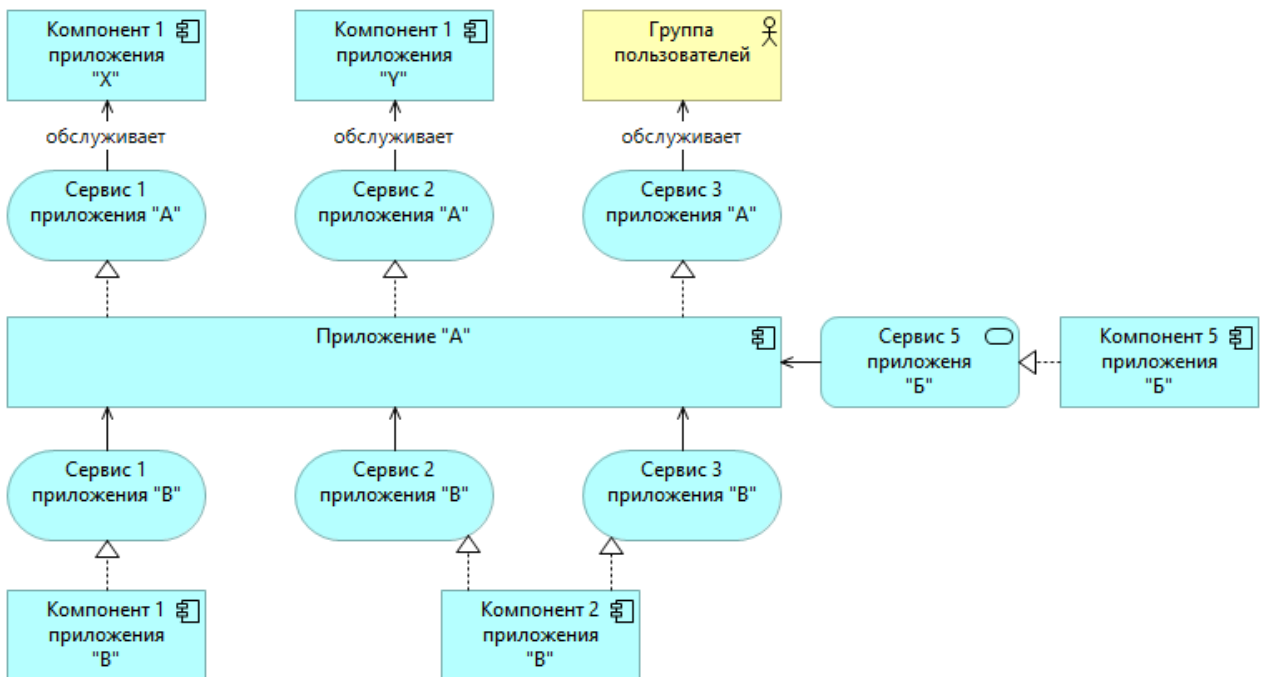 Компонент 1
приложения
"X"
Компонент 1
приложения
"Y"
Группа
пользователей
обслуживает
обслуживает
обслуживает
Сервис 1
приложения "А"
Сервис 2
приложения "А"
Сервис 3
приложения "А"
Приложение "А"
Сервис 5
приложеня
"Б"
Компонент 5
приложения
"Б"
Сервис 1
приложения "В"
Сервис 2
приложения "В"
Сервис 3
приложения "В"
Компонент 1
приложения
"В"
Компонент 2
приложения
"В"